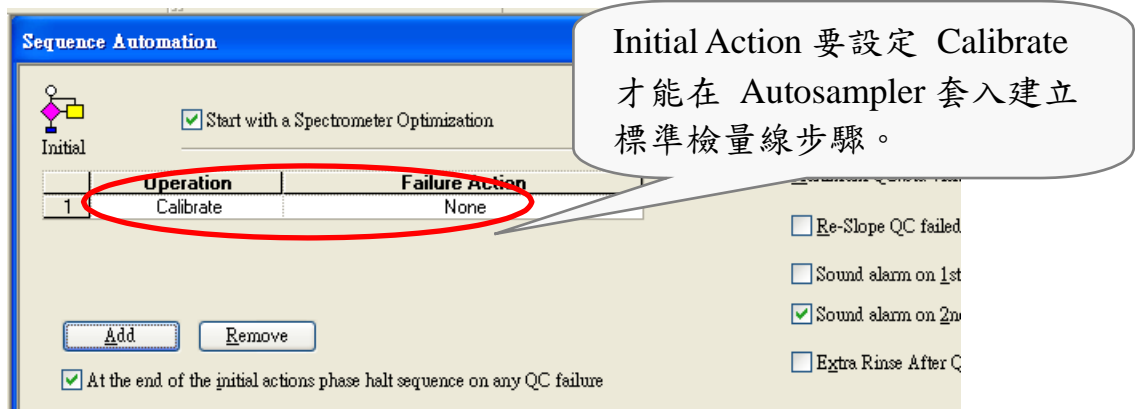 Sequence Automation
Initial Action 要設定 Calibrate
才能在 Autosampler 套入建立
標準檢量線步驟。
Initial
Start with a Spectrometer Optimization
Operation Failure Action
1 Calibrate None
Re-Slope QC failed
Sound alarm on 1st
Sound alarm on 2n
Extra Rinse After Q
Add Remove
At the end of the initial actions phase halt sequence on any QC failure